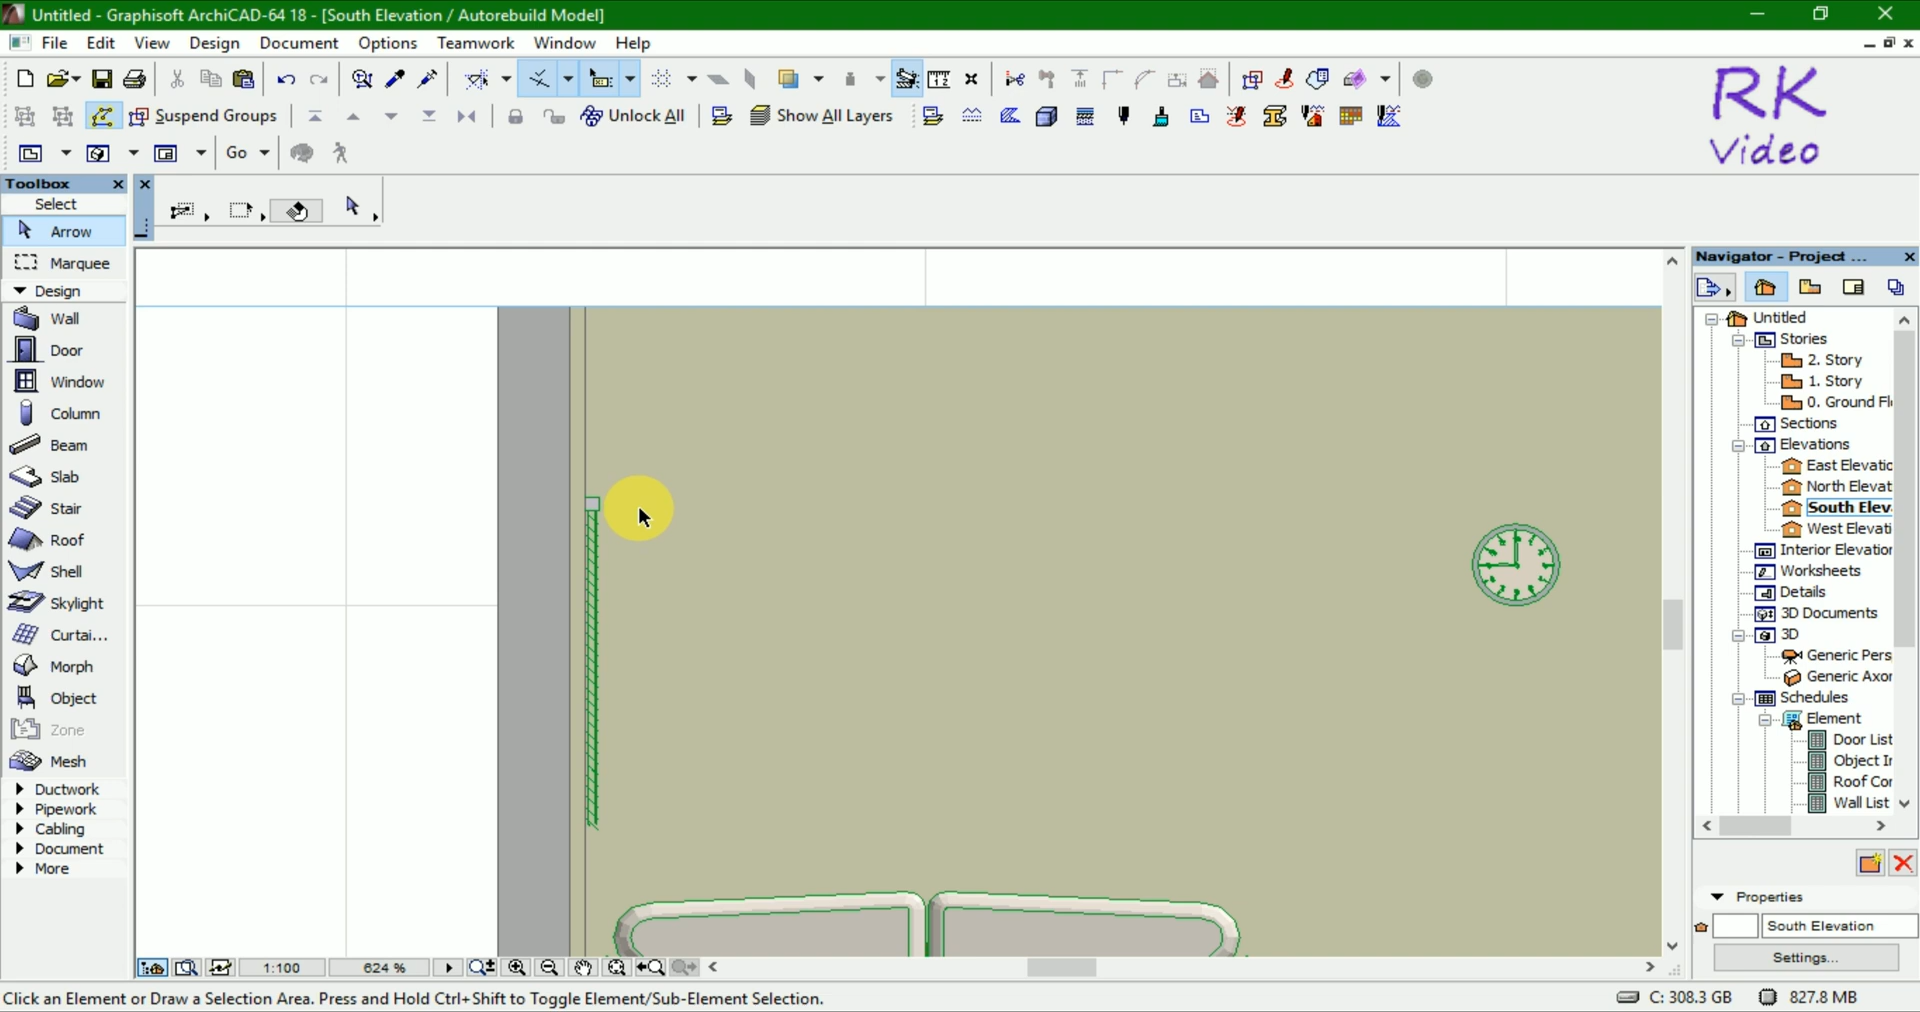 Untitled - Graphisoft ArchiCAD-64 18 - [South Elevation / Autorebuild Model]
File Edit View Design Document Options Teamwork Window Help
RK
Video
Suspend Groups
Unlock All
Show All Layers
Go
Toolbox
Select
Arrow
Marquee
Design
Wall
Door
Window
Column
Beam
Slab
Stair
Roof
Shell
Skylight
Curtai...
Morph
Object
Zone
Mesh
Ductwork
Pipework
Cabling
Document
More
1:100
624 %
Navigator - Project ...
Untitled
Stories
2. Story
1. Story
0. Ground Fl
Sections
Elevations
East Elevatic
North Elevat
South Elev
West Elevati
Interior Elevation
Worksheets
Details
3D Documents
3D
Generic Pers
Generic Axor
Schedules
Element
Door List
Object Ir
Roof Cor
Wall List
Properties
South Elevation
Settings...
Click an Element or Draw a Selection Area. Press and Hold Ctrl+Shift to Toggle Element/Sub-Element Selection.
C: 308.3 GB
827.8 MB